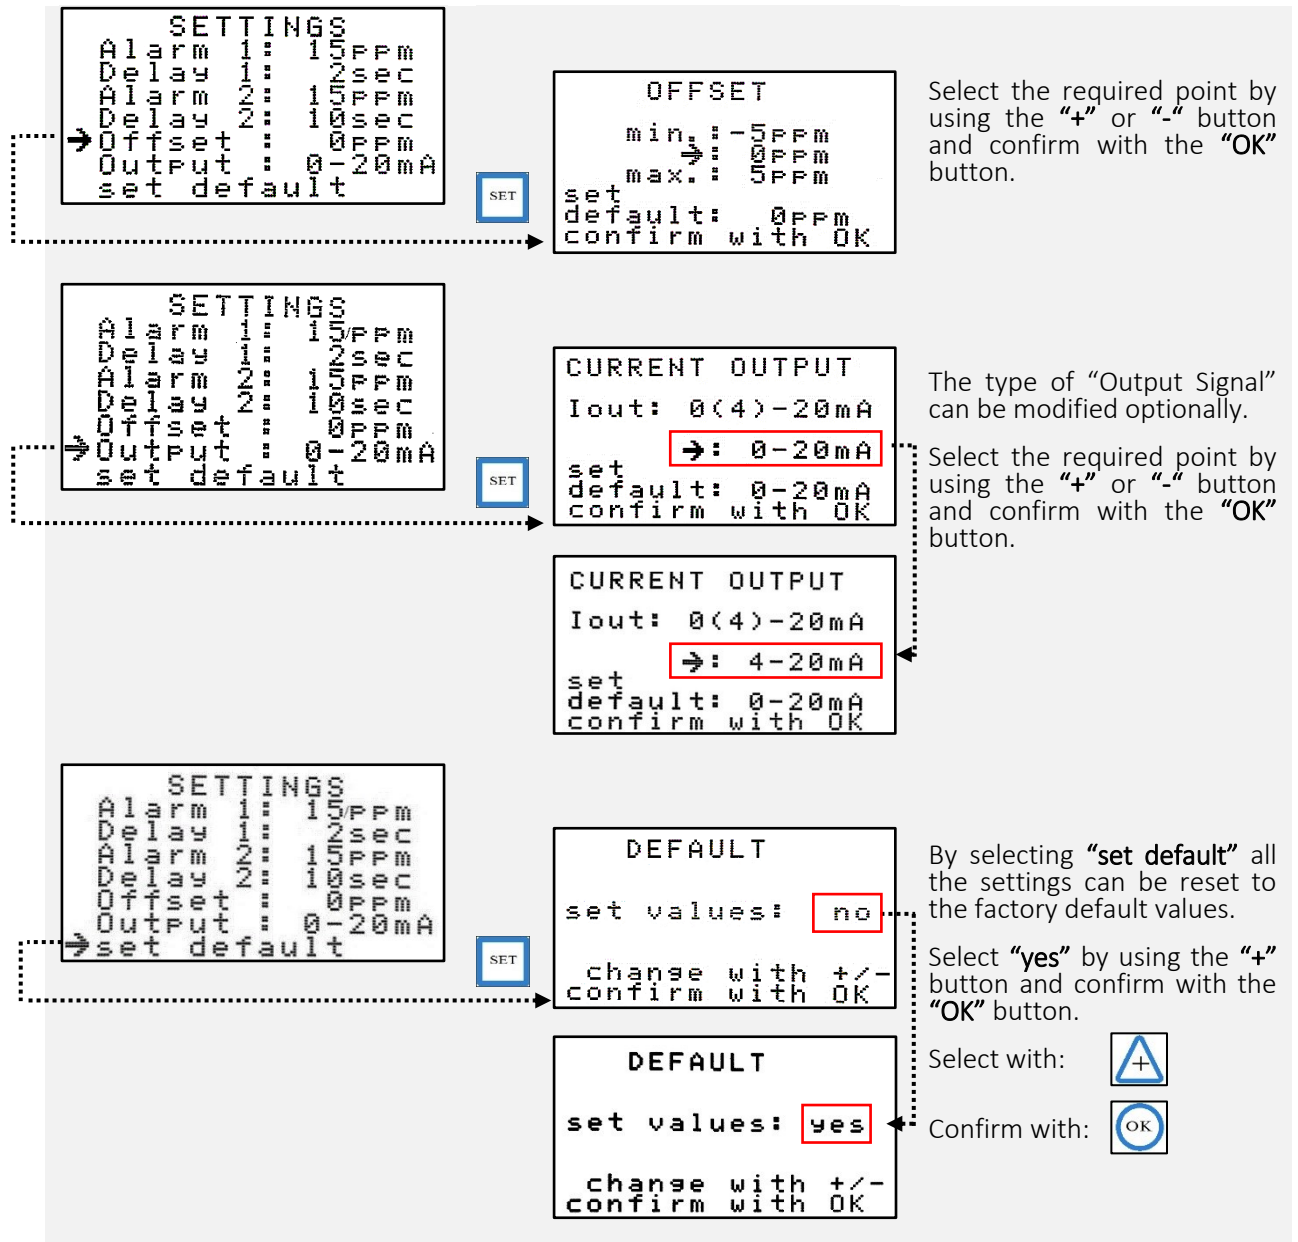 SETTINGS
Alarm 1: 15ppm
Delay 1: 2sec
Alarm 2: 15ppm
Delay 2: 10sec
→Offset : 0ppm
Output : 0-20mA
set default
SET
OFFSET
min.:-5ppm
→: 0ppm
max.: 5ppm
set
default: 0ppm
confirm with OK
Select the required point by
using the “+” or “-“ button
and confirm with the “OK”
button.
SETTINGS
Alarm 1: 15/ppm
Delay 1: 2sec
Alarm 2: 15ppm
Delay 2: 10sec
Offset : 0ppm
→Output : 0-20mA
set default
SET
CURRENT OUTPUT
Iout: 0(4)-20mA
→: 0-20mA
set
default: 0-20mA
confirm with OK
The type of “Output Signal”
can be modified optionally.
Select the required point by
using the “+” or “-“ button
and confirm with the “OK”
button.
CURRENT OUTPUT
Iout: 0(4)-20mA
→: 4-20mA
set
default: 0-20mA
confirm with OK
SETTINGS
Alarm 1: 15/ppm
Delay 1: 2sec
Alarm 2: 15ppm
Delay 2: 10sec
Offset : 0ppm
Output : 0-20mA
→set default
SET
DEFAULT
set values: no
change with +/-
confirm with OK
By selecting “set default” all
the settings can be reset to
the factory default values.
Select “yes” by using the “+”
button and confirm with the
“OK” button.
DEFAULT
set values: yes
change with +/-
confirm with OK
Select with: +
Confirm with: OK